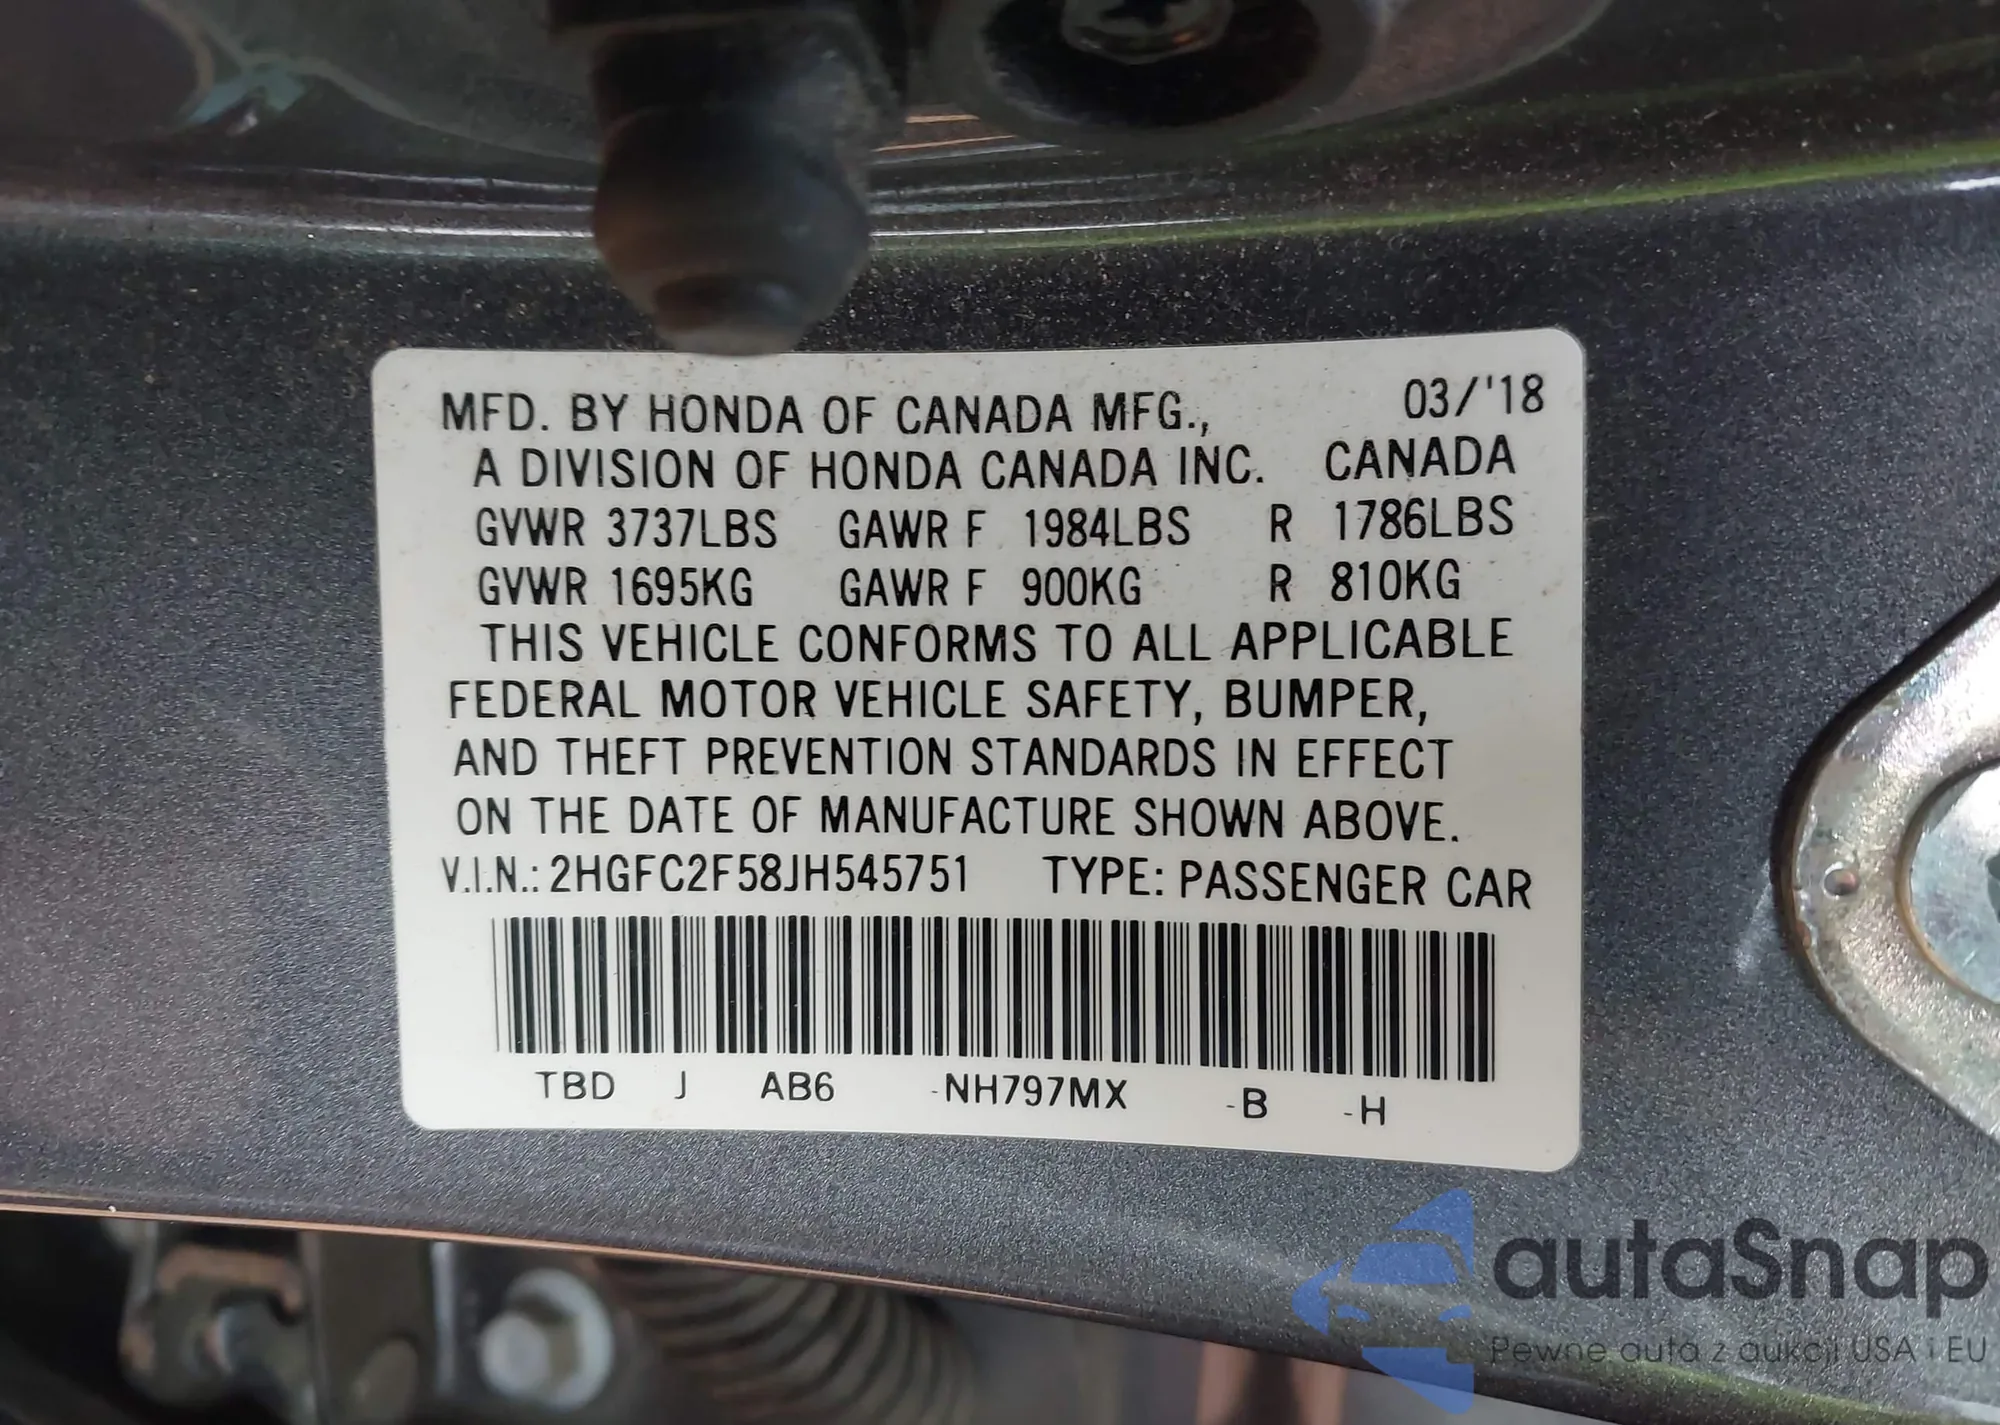 MFD. BY HONDA OF CANADA MFG., 03/'18
A DIVISION OF HONDA CANADA INC. CANADA
GVWR 3737LBS GAWR F 1984LBS R 1786LBS
GVWR 1695KG GAWR F 900KG R 810KG
THIS VEHICLE CONFORMS TO ALL APPLICABLE
FEDERAL MOTOR VEHICLE SAFETY, BUMPER,
AND THEFT PREVENTION STANDARDS IN EFFECT
ON THE DATE OF MANUFACTURE SHOWN ABOVE.
V.I.N.: 2HGFC2F58JH545751 TYPE: PASSENGER CAR
TBD J AB6 -NH797MX -B -H
autaSnap
Pewne auta z aukcji USA i EU